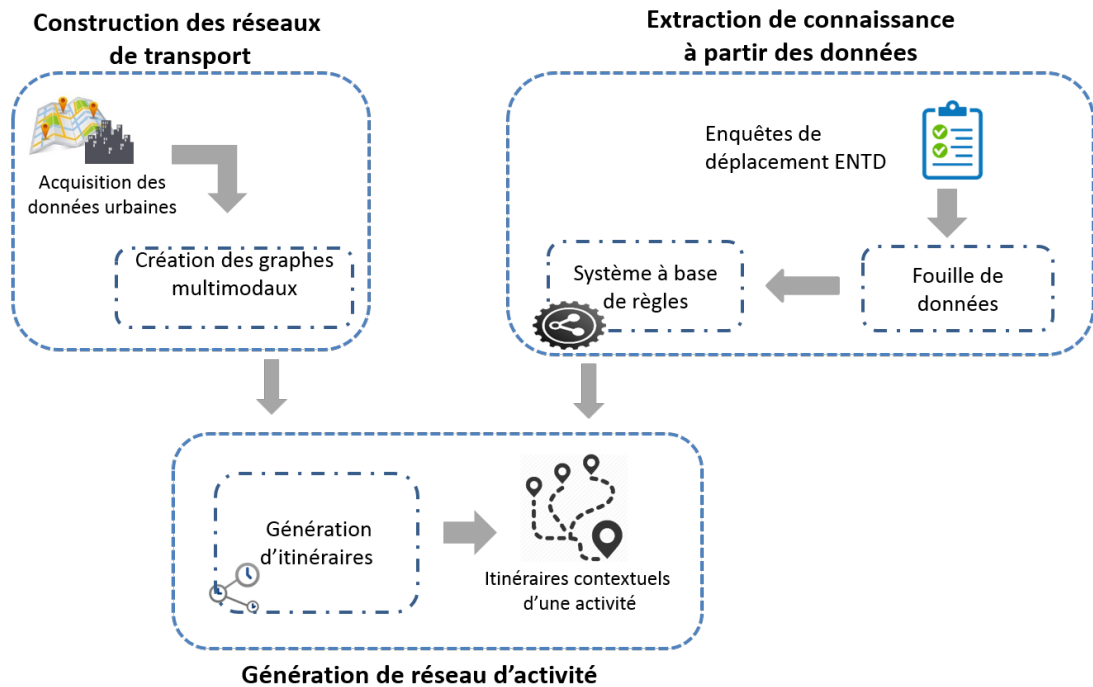 Construction des réseaux
de transport
Acquisition des
données urbaines
Création des graphes
multimodaux
Extraction de connaissance
à partir des données
Enquêtes de
déplacement ENTD
Système à base
de règles
Fouille de
données
Génération
d'itinéraires
Itinéraires contextuels
d'une activité
Génération de réseau d'activité